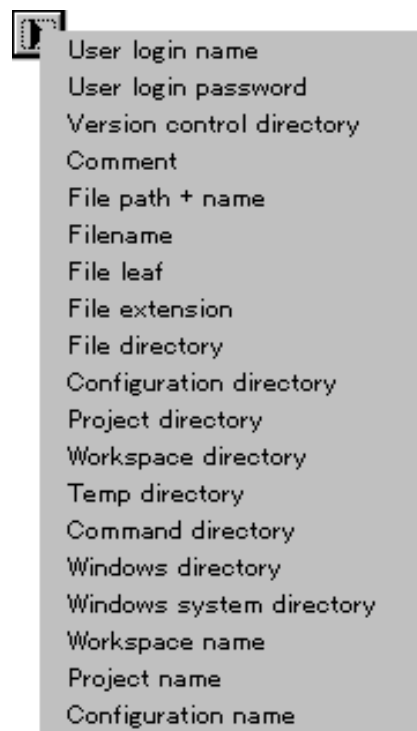 User login name
User login password
Version control directory
Comment
File path + name
Filename
File leaf
File extension
File directory
Configuration directory
Project directory
Workspace directory
Temp directory
Command directory
Windows directory
Windows system directory
Workspace name
Project name
Configuration name